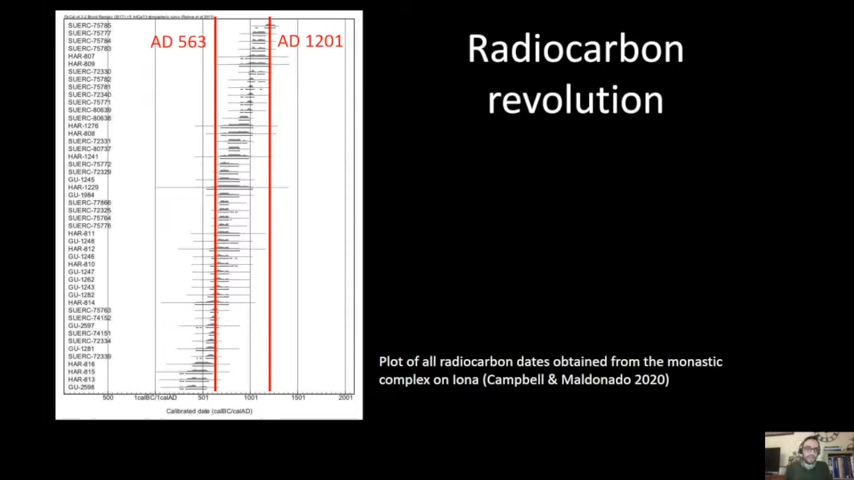 SUERC-75785
SUERC-75777
SUERC-75784
SUERC-75783
HAR-807
HAR-809
SUERC-72330
SUERC-75782
SUERC-75781
SUERC-72340
SUERC-75771
SUERC-80639
SUERC-80638
HAR-1276
HAR-808
SUERC-72331
SUERC-80737
HAR-1241
SUERC-75772
SUERC-72329
GU-1245
HAR-1229
GU-1984
SUERC-77866
SUERC-72325
SUERC-75764
SUERC-75776
HAR-811
GU-1248
HAR-812
GU-1246
HAR-810
GU-1247
GU-1262
GU-1243
GU-1282
HAR-814
SUERC-75763
SUERC-74152
GU-2597
SUERC-74151
SUERC-72334
GU-1281
SUERC-72339
HAR-816
HAR-815
HAR-813
GU-2598
500 1calBC/1calAD 501 1001 1501 2001
Calibrated date (calBC/calAD)
AD 563 AD 1201
Radiocarbon
revolution
Plot of all radiocarbon dates obtained from the monastic
complex on Iona (Campbell & Maldonado 2020)